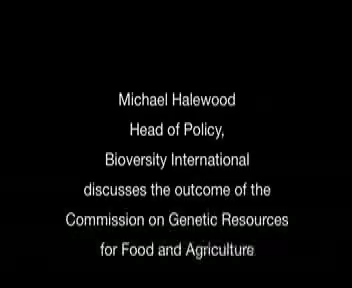 Michael Halewood
Head of Policy,
Bioversity International
discusses the outcome of the
Commission on Genetic Resources
for Food and Agriculture